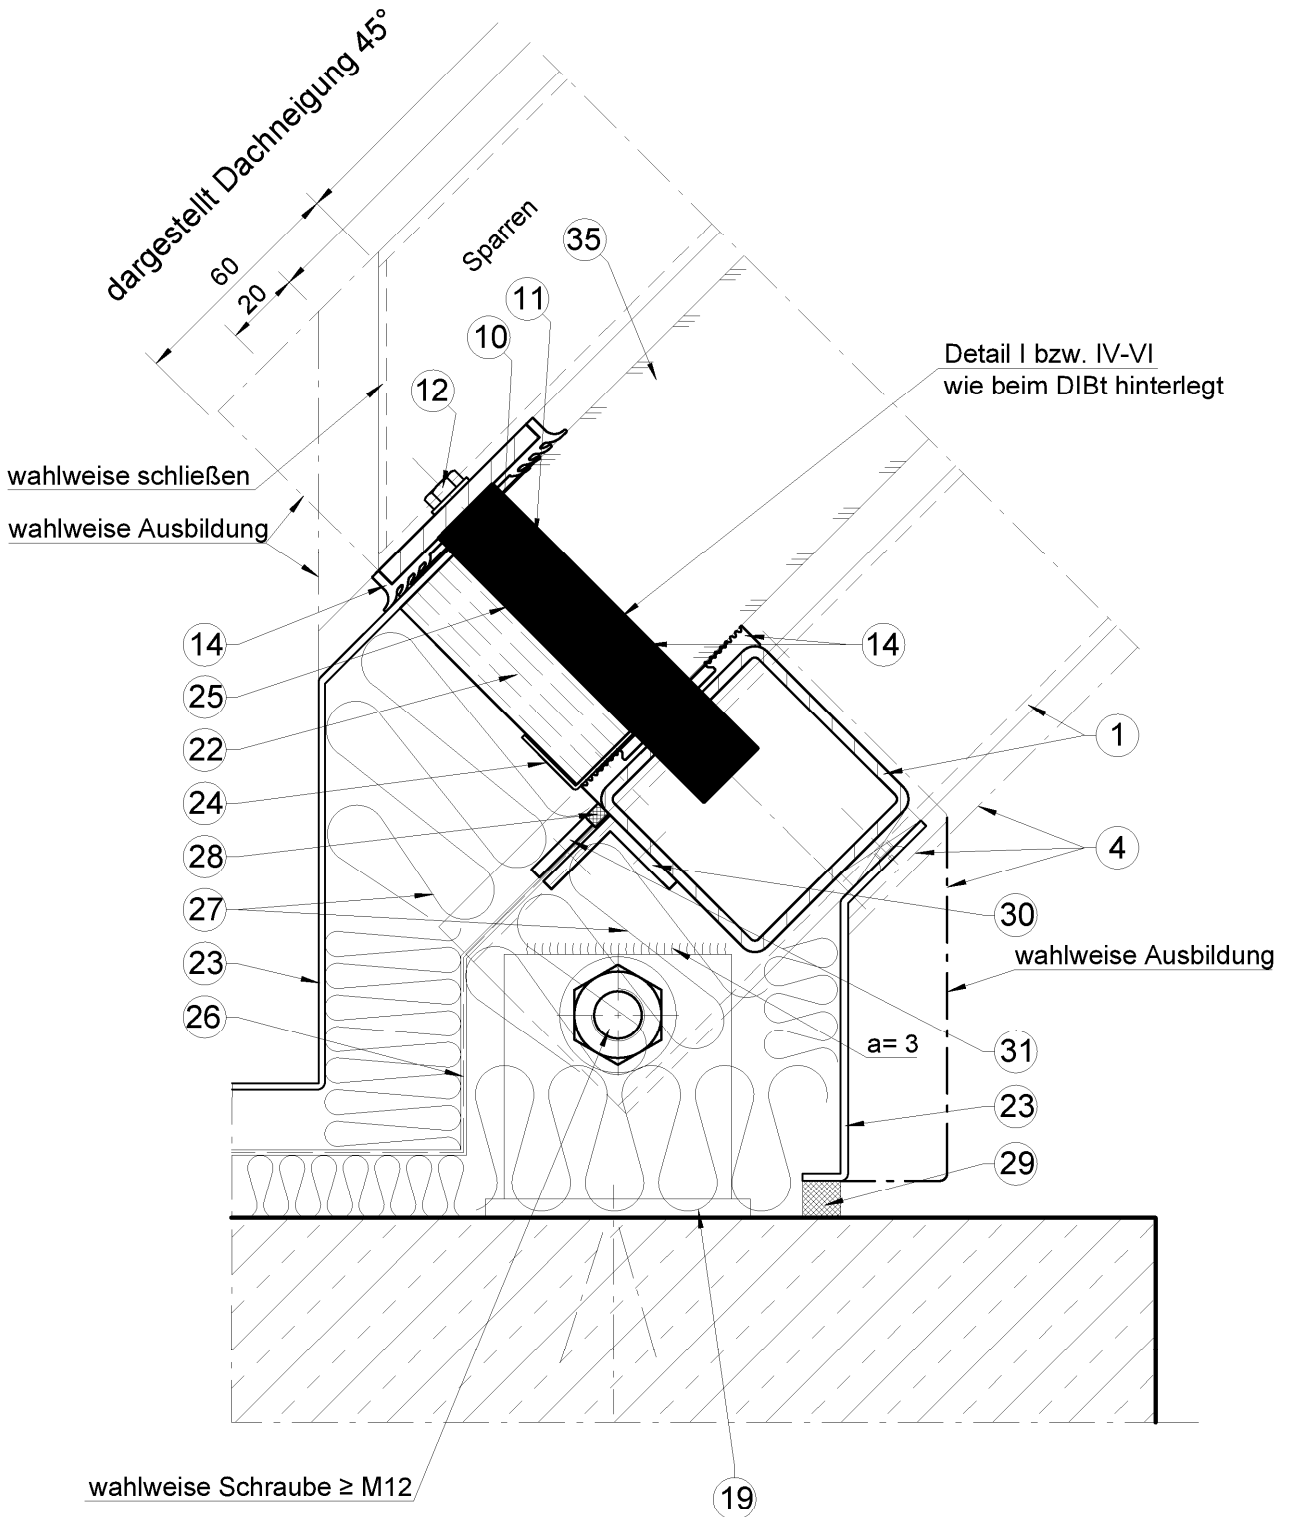 dargestellt Dachneigung 45°
60
20
Sparren
35
11
10
12
Detail I bzw. IV-VI
wie beim DIBt hinterlegt
wahlweise schließen
wahlweise Ausbildung
14
25
22
24
28
27
23
26
14
1
4
30
wahlweise Ausbildung
a= 3
31
23
29
wahlweise Schraube ≥ M12
19